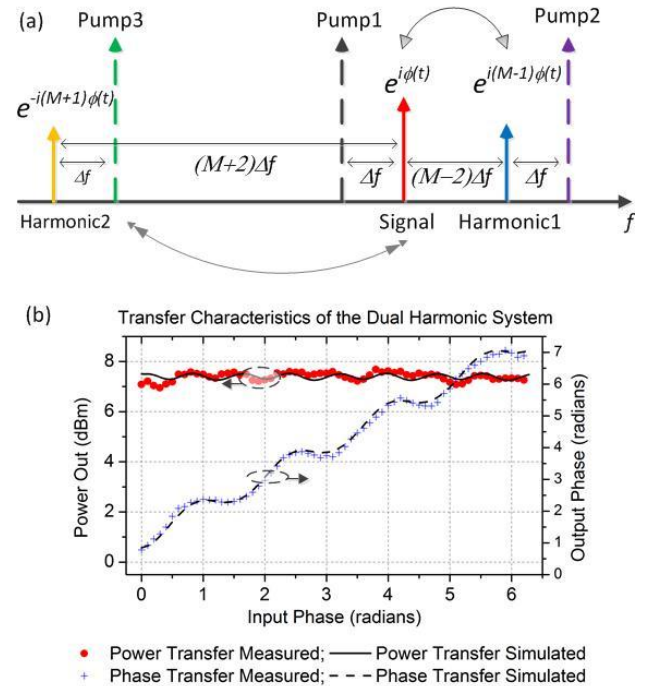 (a)
Pump3
Pump1
Pump2
e^{-i(M+1)ϕ(t)}
e^{iϕ(t)}
e^{i(M-1)ϕ(t)}
Δf
(M+2)Δf
Δf
(M−2)Δf
Δf
Harmonic2
Signal
Harmonic1
f
(b)
Transfer Characteristics of the Dual Harmonic System
Power Out (dBm)
8
6
4
2
0
7
6
5
4
3
2
1
0
Output Phase (radians)
0 1 2 3 4 5 6
Input Phase (radians)
Power Transfer Measured; Power Transfer Simulated
Phase Transfer Measured; Phase Transfer Simulated